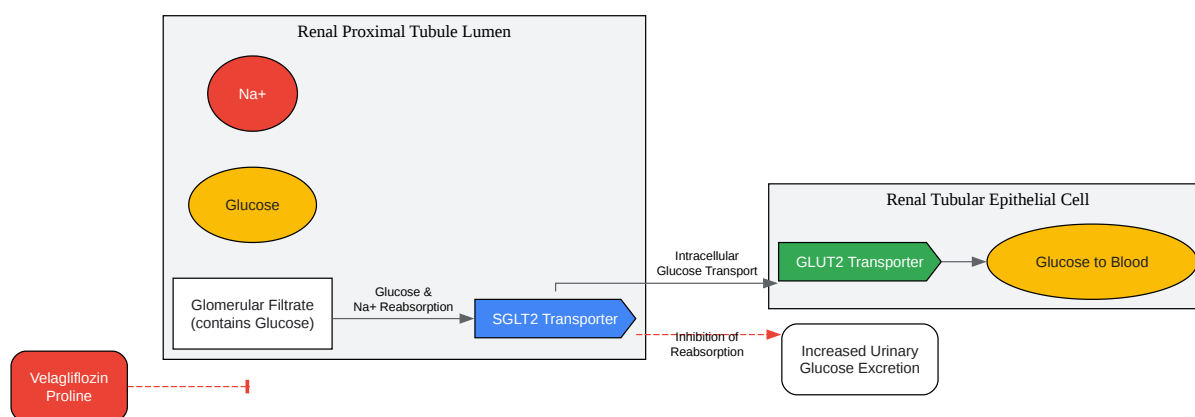 Renal Proximal Tubule Lumen
Na+
Glucose
Glomerular Filtrate
(contains Glucose)
Glucose &
Na+ Reabsorption
SGLT2 Transporter
Intracellular
Glucose Transport
Renal Tubular Epithelial Cell
GLUT2 Transporter
Glucose to Blood
Inhibition of
Reabsorption
Increased Urinary
Glucose Excretion
Velagliflozin
Proline